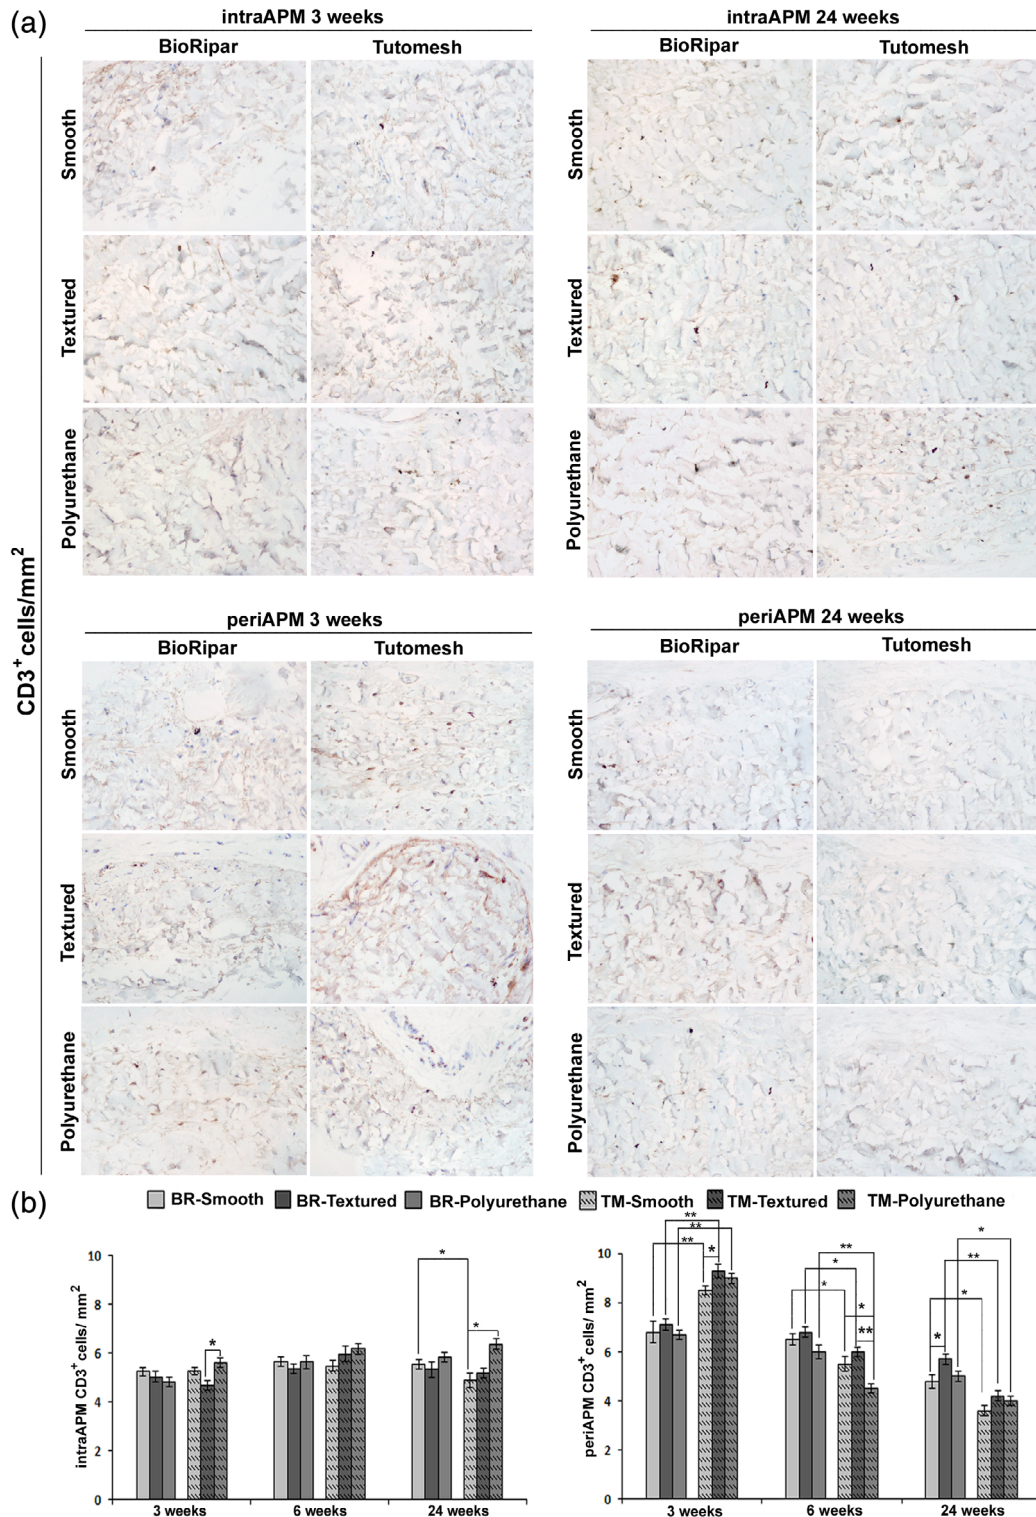 (a)
intraAPM 3 weeks
intraAPM 24 weeks
BioRipar
Tutomesh
BioRipar
Tutomesh
Smooth
Smooth
Textured
Textured
Polyurethane
Polyurethane
CD3⁺cells/mm²
periAPM 3 weeks
periAPM 24 weeks
BioRipar
Tutomesh
BioRipar
Tutomesh
Smooth
Smooth
Textured
Textured
Polyurethane
Polyurethane
(b)
BR-Smooth BR-Textured BR-Polyurethane TM-Smooth TM-Textured TM-Polyurethane
intraAPM CD3⁺cells/ mm²
10
8
6
4
2
0
*
*
*
3 weeks
6 weeks
24 weeks
periAPM CD3⁺cells/ mm²
10
8
6
4
2
0
**
**
**
*
**
*
*
*
**
*
**
*
*
3 weeks
6 weeks
24 weeks